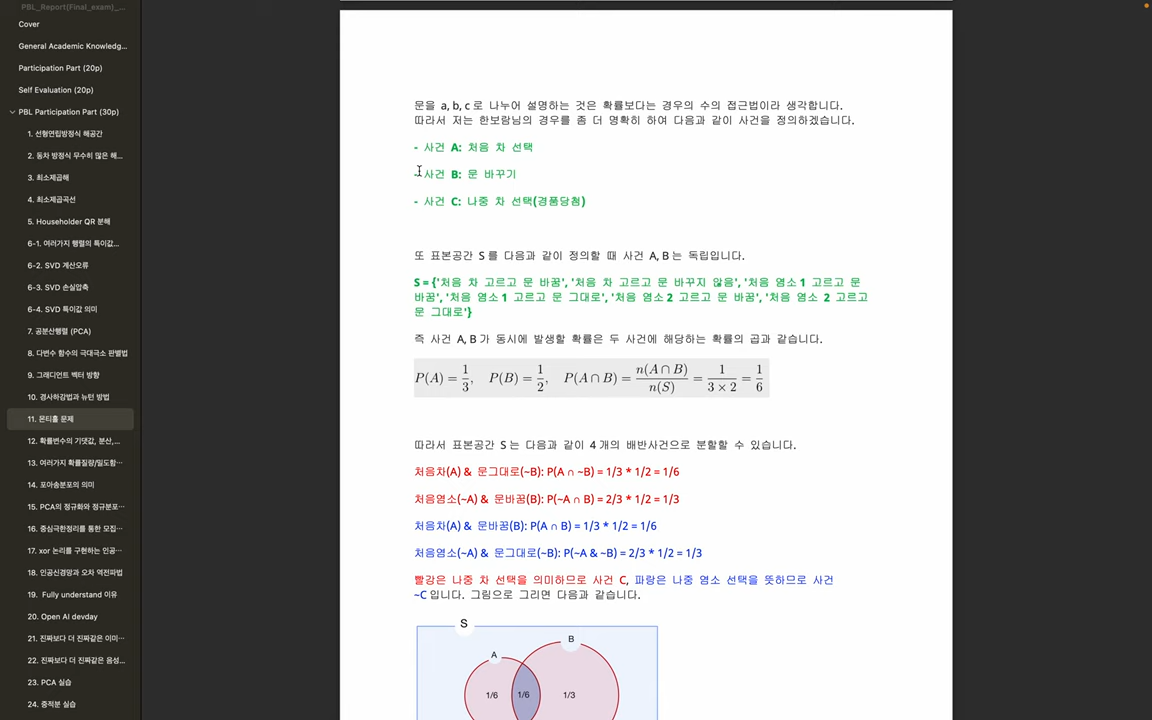 PBL_Report(Final_exam)_...
Cover
General Academic Knowledg...
Participation Part (20p)
Self Evaluation (20p)
PBL Participation Part (30p)
1. 선형연립방정식 해공간
2. 동차 방정식 무수히 많은 해...
3. 최소제곱해
4. 최소제곱곡선
5. Householder QR 분해
6-1. 여러가지 행렬의 특이값...
6-2. SVD 계산오류
6-3. SVD 손실압축
6-4. SVD 특이값 의미
7. 공분산행렬 (PCA)
8. 다변수 함수의 극대극소 판별법
9. 그래디언트 벡터 방향
10. 경사하강법과 뉴턴 방법
11. 몬티홀 문제
12. 확률변수의 기댓값, 분산,...
13. 여러가지 확률질량/밀도함...
14. 포아송분포의 의미
15. PCA의 정규화와 정규분포...
16. 중심극한정리를 통한 모집...
17. xor 논리를 구현하는 인공...
18. 인공신경망과 오차 역전파법
19. Fully understand 이유
20. Open AI devday
21. 진짜보다 더 진짜같은 이미...
22. 진짜보다 더 진짜같은 음성...
23. PCA 실습
24. 중적분 실습
문을 a, b, c 로 나누어 설명하는 것은 확률보다는 경우의 수의 접근법이라 생각합니다.
따라서 저는 한보람님의 경우를 좀 더 명확히 하여 다음과 같이 사건을 정의하겠습니다.
- 사건 A: 처음 차 선택
- 사건 B: 문 바꾸기
- 사건 C: 나중 차 선택(경품당첨)
또 표본공간 S 를 다음과 같이 정의할 때 사건 A, B 는 독립입니다.
S = {'처음 차 고르고 문 바꿈', '처음 차 고르고 문 바꾸지 않음', '처음 염소 1 고르고 문
바꿈', '처음 염소 1 고르고 문 그대로', '처음 염소 2 고르고 문 바꿈', '처음 염소 2 고르고
문 그대로'}
즉 사건 A, B 가 동시에 발생할 확률은 두 사건에 해당하는 확률의 곱과 같습니다.
P(A) = 1/3, P(B) = 1/2, P(A ∩ B) = n(A ∩ B)/n(S) = 1/(3 × 2) = 1/6
따라서 표본공간 S 는 다음과 같이 4 개의 배반사건으로 분할할 수 있습니다.
처음차(A) & 문그대로(~B): P(A ∩ ~B) = 1/3 * 1/2 = 1/6
처음염소(~A) & 문바꿈(B): P(~A ∩ B) = 2/3 * 1/2 = 1/3
처음차(A) & 문바꿈(B): P(A ∩ B) = 1/3 * 1/2 = 1/6
처음염소(~A) & 문그대로(~B): P(~A & ~B) = 2/3 * 1/2 = 1/3
빨강은 나중 차 선택을 의미하므로 사건 C, 파랑은 나중 염소 선택을 뜻하므로 사건
~C 입니다. 그림으로 그리면 다음과 같습니다.
S
B
A
1/6 1/6 1/3